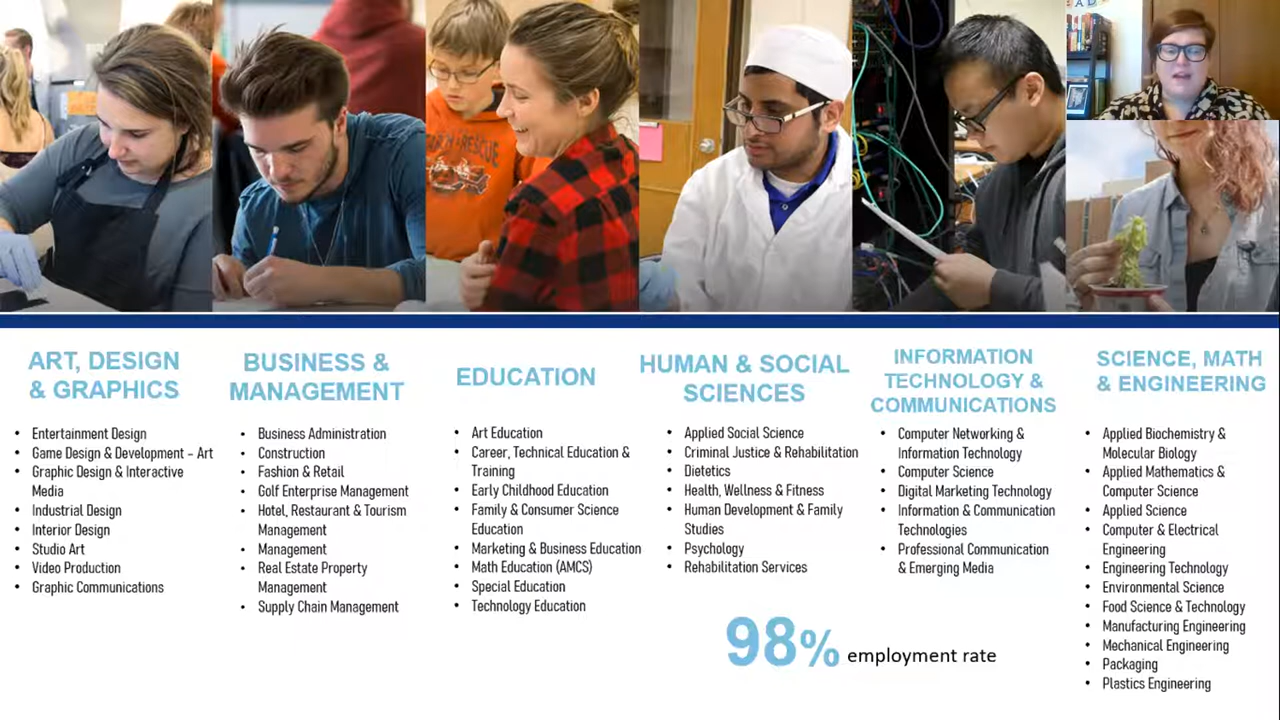 EAD
RESCUE
ART, DESIGN
& GRAPHICS
• Entertainment Design
• Game Design & Development – Art
• Graphic Design & Interactive
Media
• Industrial Design
• Interior Design
• Studio Art
• Video Production
• Graphic Communications
BUSINESS &
MANAGEMENT
• Business Administration
• Construction
• Fashion & Retail
• Golf Enterprise Management
• Hotel, Restaurant & Tourism
Management
• Management
• Real Estate Property
Management
• Supply Chain Management
EDUCATION
• Art Education
• Career, Technical Education &
Training
• Early Childhood Education
• Family & Consumer Science
Education
• Marketing & Business Education
• Math Education (AMCS)
• Special Education
• Technology Education
HUMAN & SOCIAL
SCIENCES
• Applied Social Science
• Criminal Justice & Rehabilitation
• Dietetics
• Health, Wellness & Fitness
• Human Development & Family
Studies
• Psychology
• Rehabilitation Services
INFORMATION
TECHNOLOGY &
COMMUNICATIONS
• Computer Networking &
Information Technology
• Computer Science
• Digital Marketing Technology
• Information & Communication
Technologies
• Professional Communication
& Emerging Media
SCIENCE, MATH
& ENGINEERING
• Applied Biochemistry &
Molecular Biology
• Applied Mathematics &
Computer Science
• Applied Science
• Computer & Electrical
Engineering
• Engineering Technology
• Environmental Science
• Food Science & Technology
• Manufacturing Engineering
• Mechanical Engineering
• Packaging
• Plastics Engineering
98% employment rate